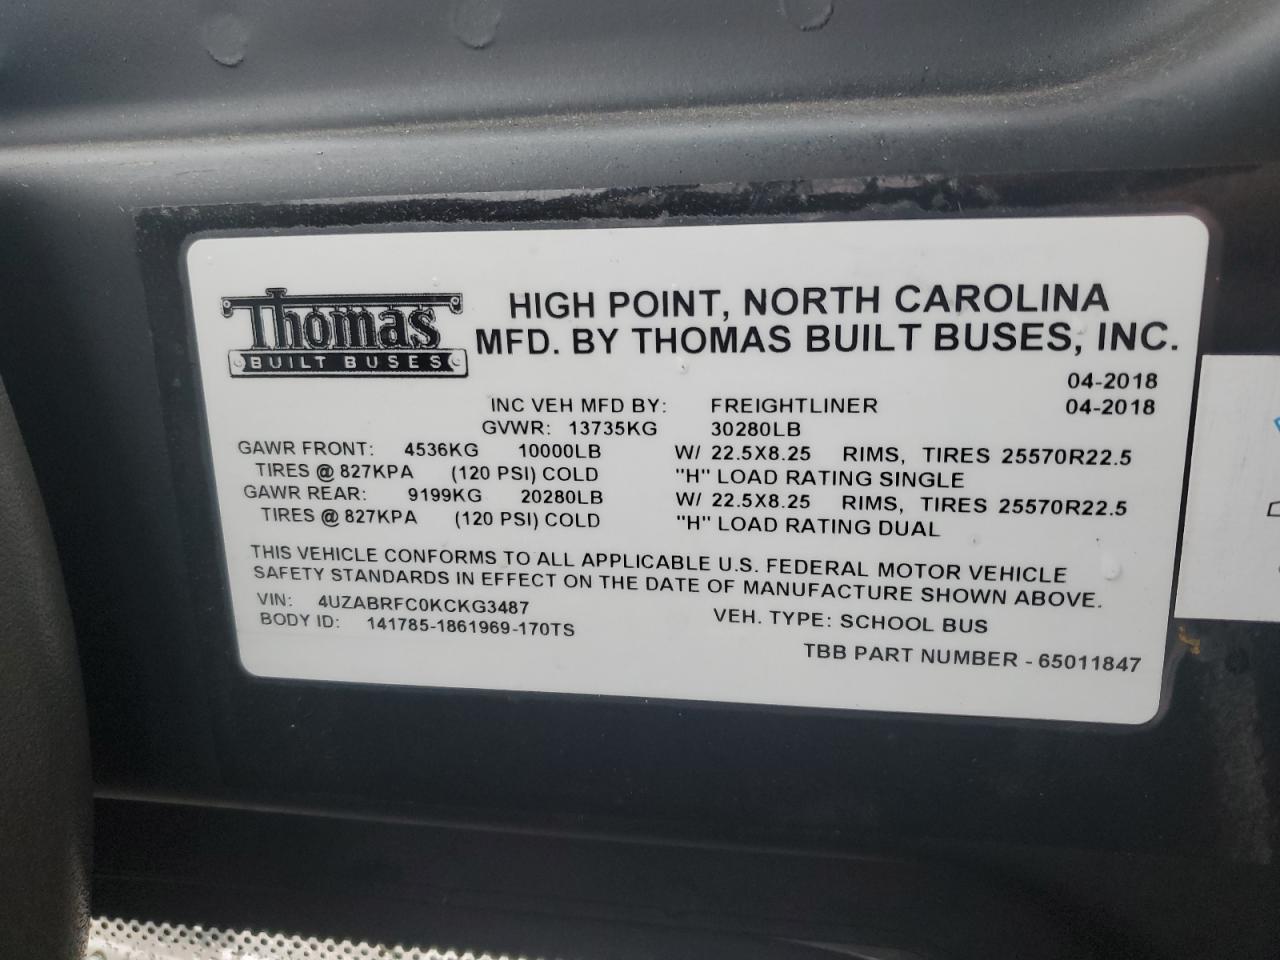 Thomas
BUILT BUSES
HIGH POINT, NORTH CAROLINA
MFD. BY THOMAS BUILT BUSES, INC.
04-2018
INC VEH MFD BY: FREIGHTLINER 04-2018
GVWR: 13735KG 30280LB
GAWR FRONT: 4536KG 10000LB W/ 22.5X8.25 RIMS, TIRES 25570R22.5
TIRES @ 827KPA (120 PSI) COLD "H" LOAD RATING SINGLE
GAWR REAR: 9199KG 20280LB W/ 22.5X8.25 RIMS, TIRES 25570R22.5
TIRES @ 827KPA (120 PSI) COLD "H" LOAD RATING DUAL
THIS VEHICLE CONFORMS TO ALL APPLICABLE U.S. FEDERAL MOTOR VEHICLE
SAFETY STANDARDS IN EFFECT ON THE DATE OF MANUFACTURE SHOWN ABOVE.
VIN: 4UZABRFC0KCKG3487 VEH. TYPE: SCHOOL BUS
BODY ID: 141785-1861969-170TS
TBB PART NUMBER - 65011847